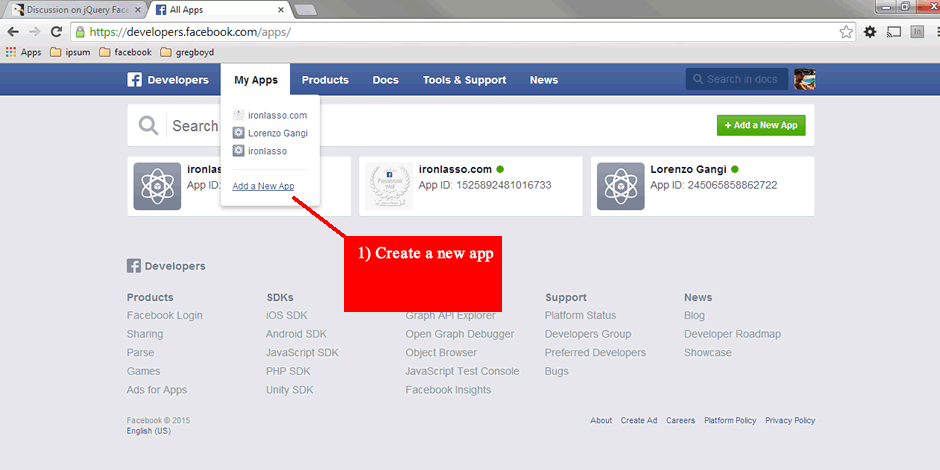 Discussion on jQuery Face
All Apps
https://developers.facebook.com/apps/
Apps ipsum facebook gregboyd
Developers My Apps Products Docs Tools & Support News Search in docs
ironlasso.com
Lorenzo Gangi
ironlasso
Add a New App
Search
+ Add a New App
ironlas
App ID:
ironlasso.com
App ID: 1525892481016733
Lorenzo Gangi
App ID: 245065858862722
1) Create a new app
Developers
Products
Facebook Login
Sharing
Parse
Games
Ads for Apps
SDKs
iOS SDK
Android SDK
JavaScript SDK
PHP SDK
Unity SDK
Graph API Explorer
Open Graph Debugger
Object Browser
JavaScript Test Console
Facebook Insights
Support
Platform Status
Developers Group
Preferred Developers
Bugs
News
Blog
Developer Roadmap
Showcase
Facebook © 2015
English (US)
About Create Ad Careers Platform Policy Privacy Policy